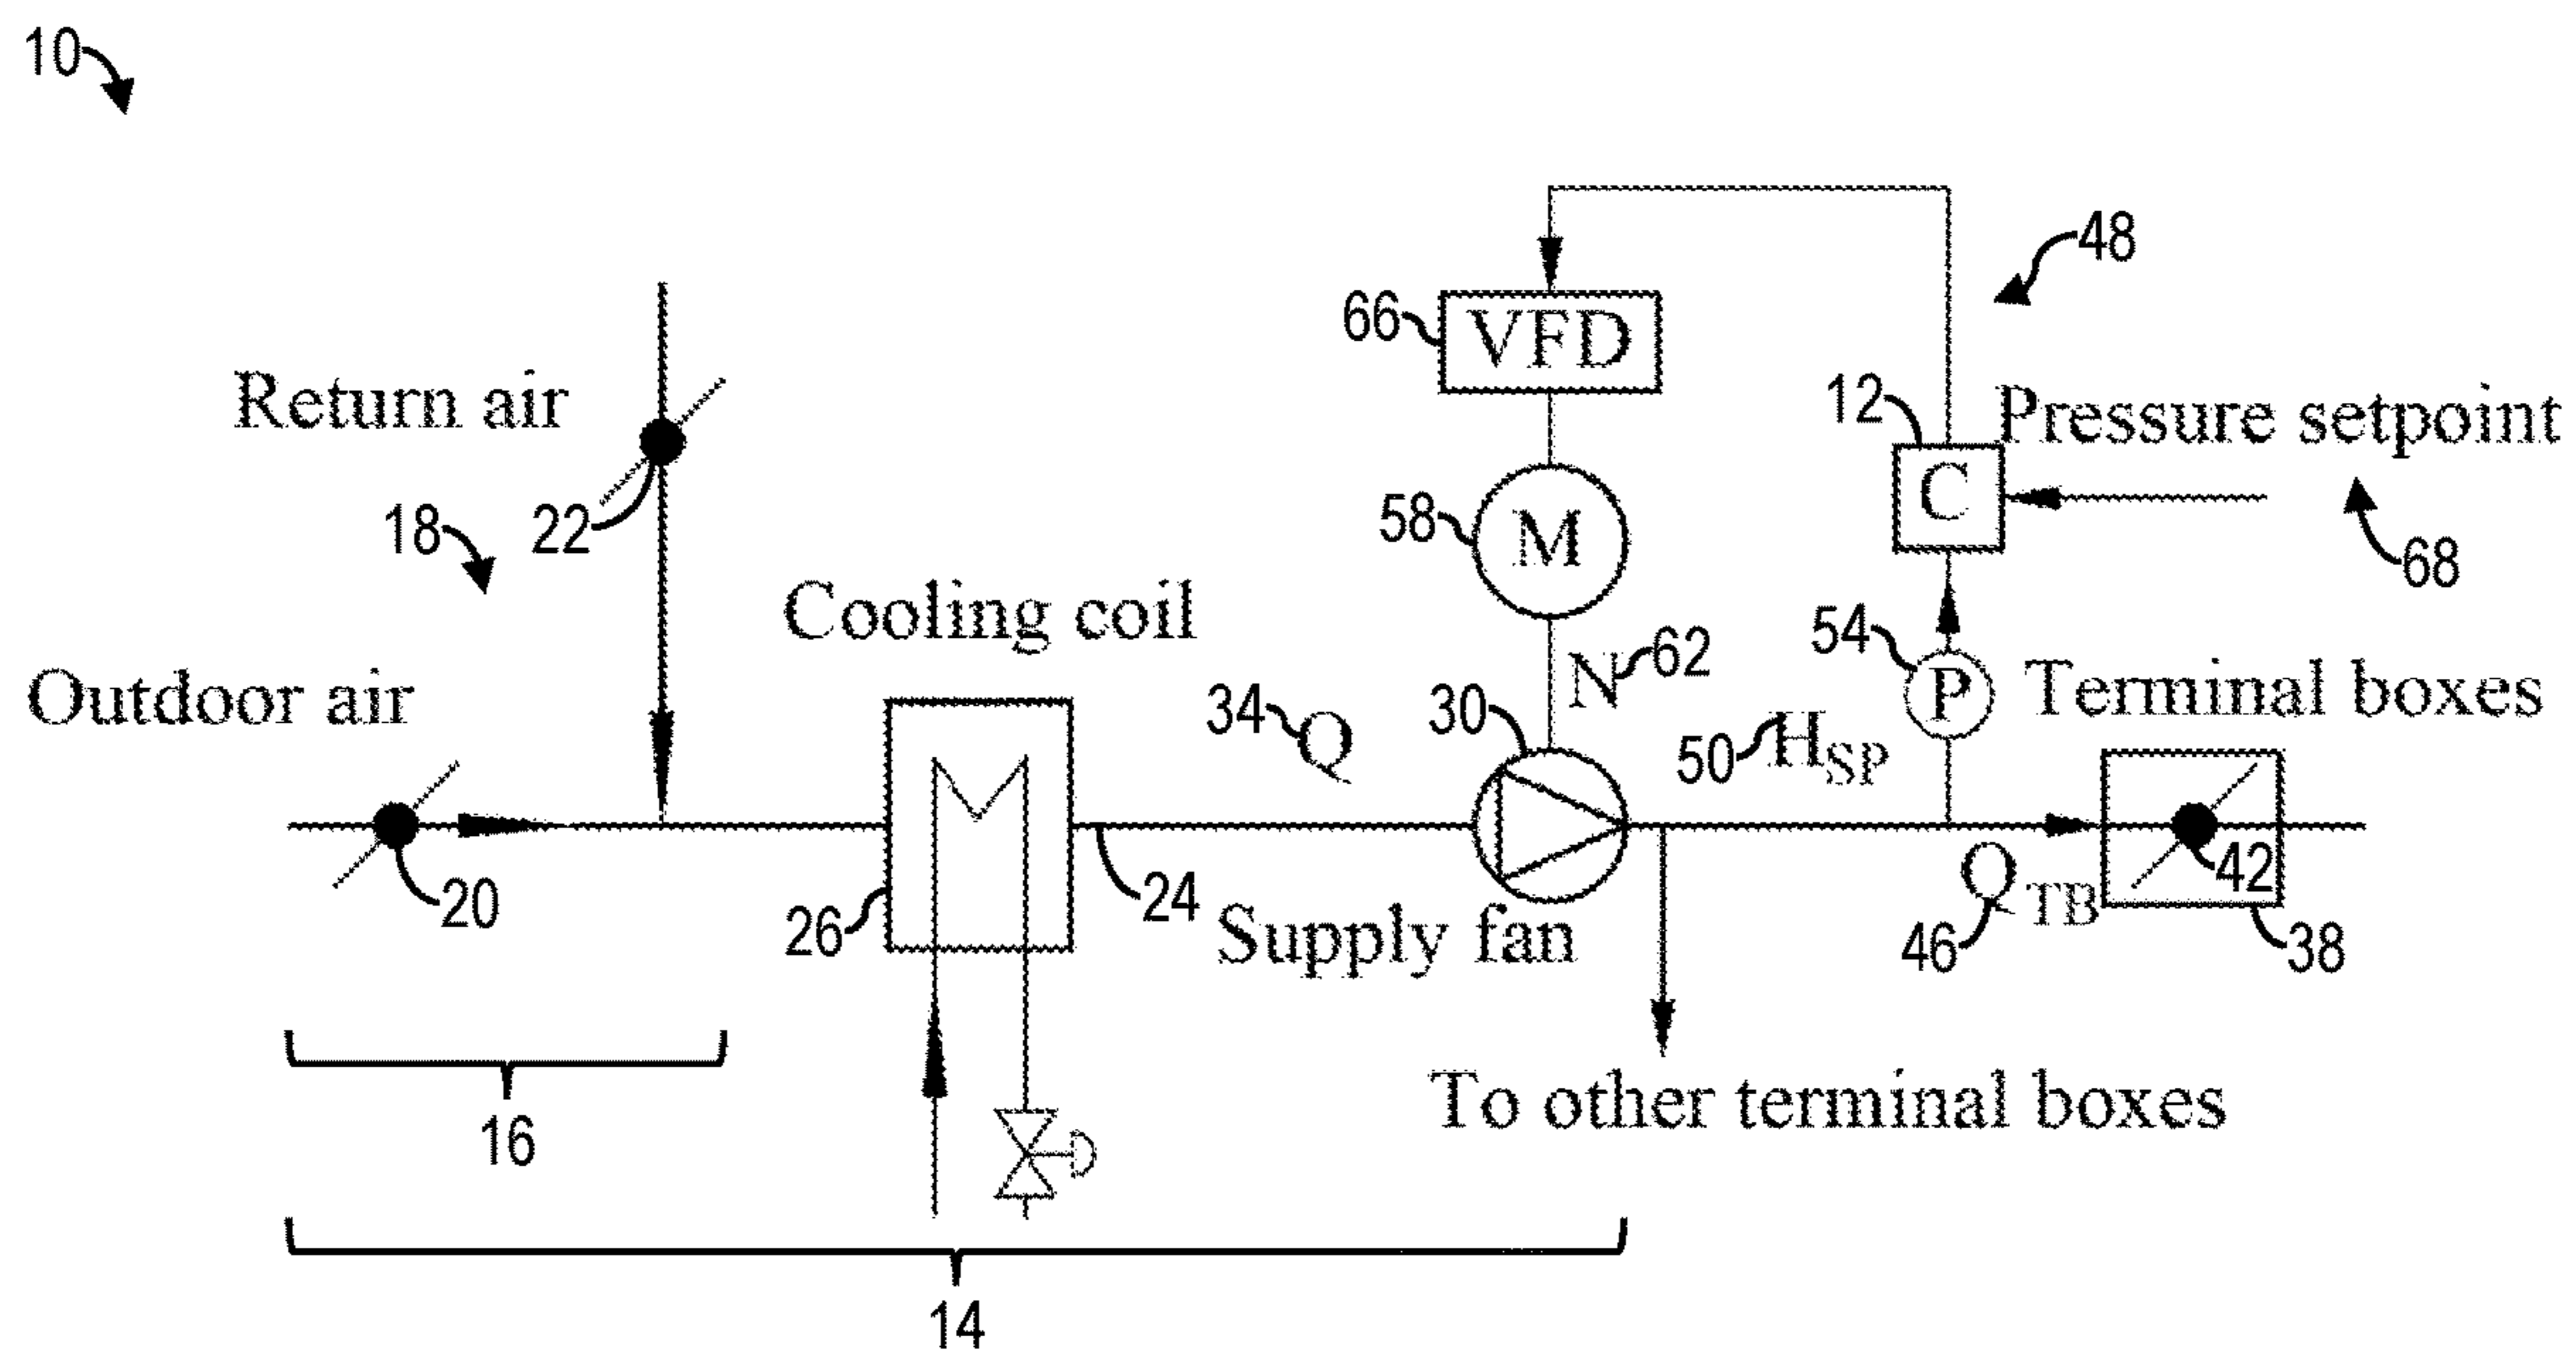 10
48
66
VFD
12
Pressure setpoint
Return air
C
18
22
58
M
68
Cooling coil
54
N
62
P
Terminal boxes
Outdoor air
34
Q
30
50
H_SP
20
26
24
Supply fan
Q_TB
42
46
38
To other terminal boxes
16
14